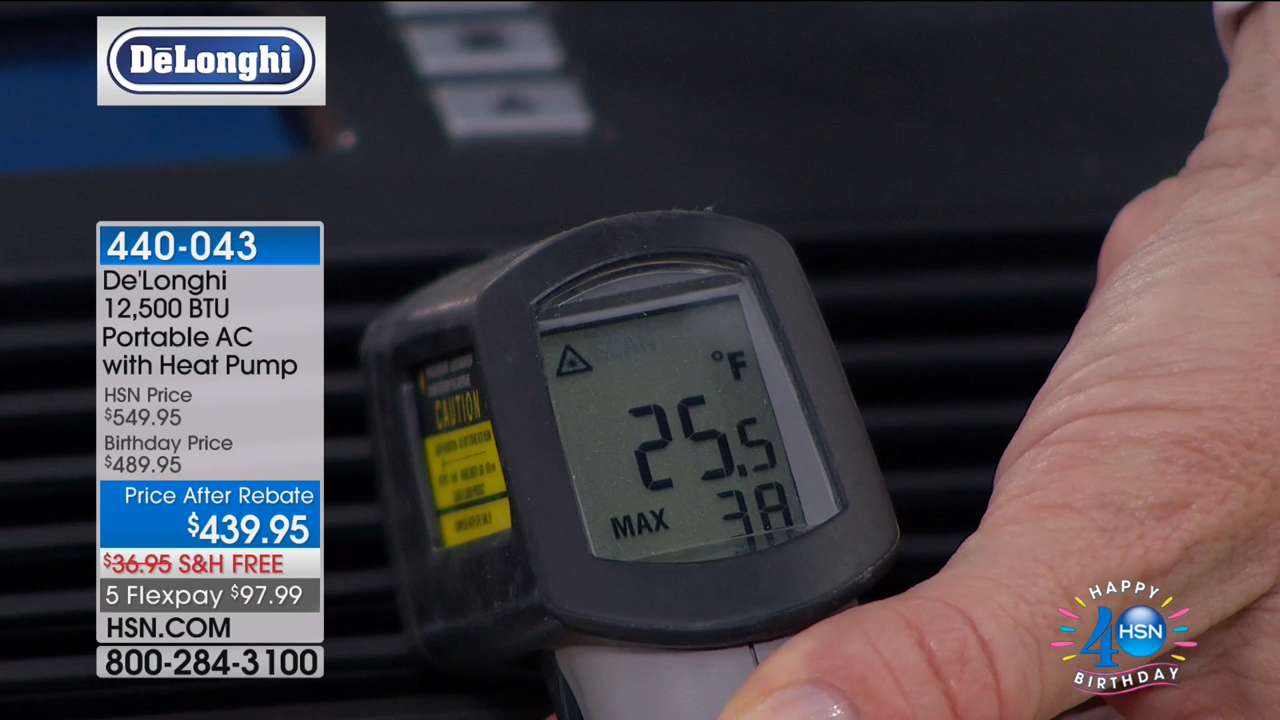 DēLonghi
440-043
De'Longhi
12,500 BTU
Portable AC
with Heat Pump
HSN Price
$549.95
Birthday Price
$489.95
Price After Rebate
$439.95
$36.95 S&H FREE
5 Flexpay $97.99
HSN.COM
800-284-3100
CAUTION
°F
25.5
MAX
HAPPY
40
HSN
BIRTHDAY